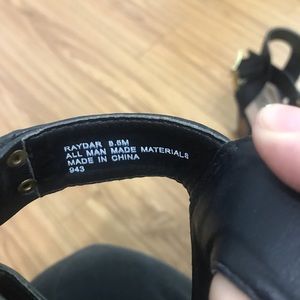 RAYDAR 8.5M
ALL MAN MADE MATERIALS
MADE IN CHINA
943